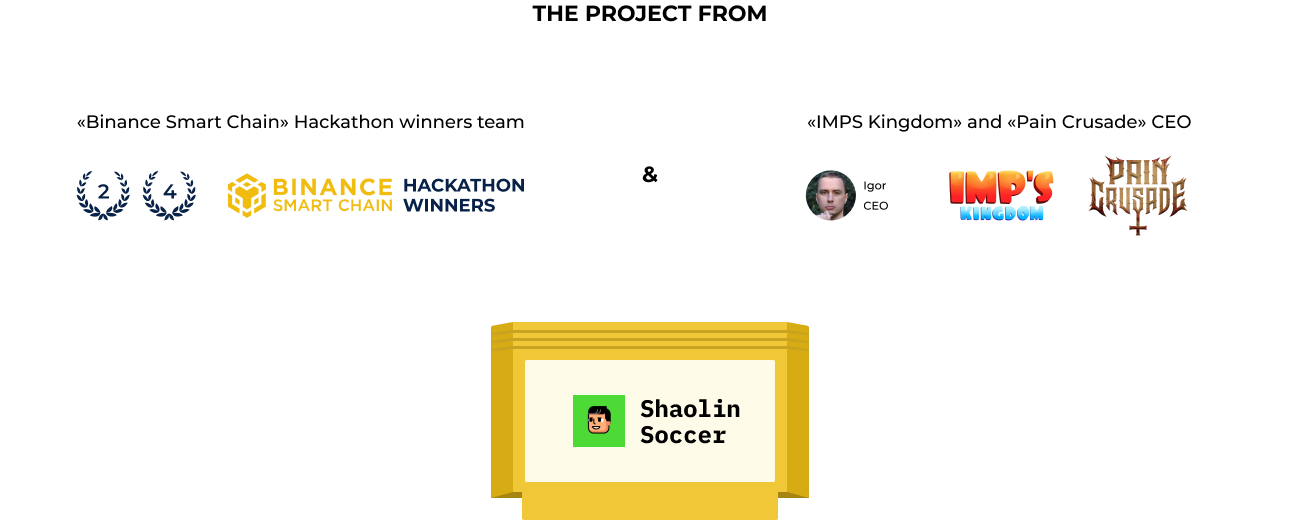 THE PROJECT FROM
«Binance Smart Chain» Hackathon winners team
2
4
BINANCE
SMART CHAIN
HACKATHON
WINNERS
&
«IMPS Kingdom» and «Pain Crusade» CEO
Igor
CEO
IMP'S
KINGDOM
PAIN
CRUSADE
Shaolin
Soccer